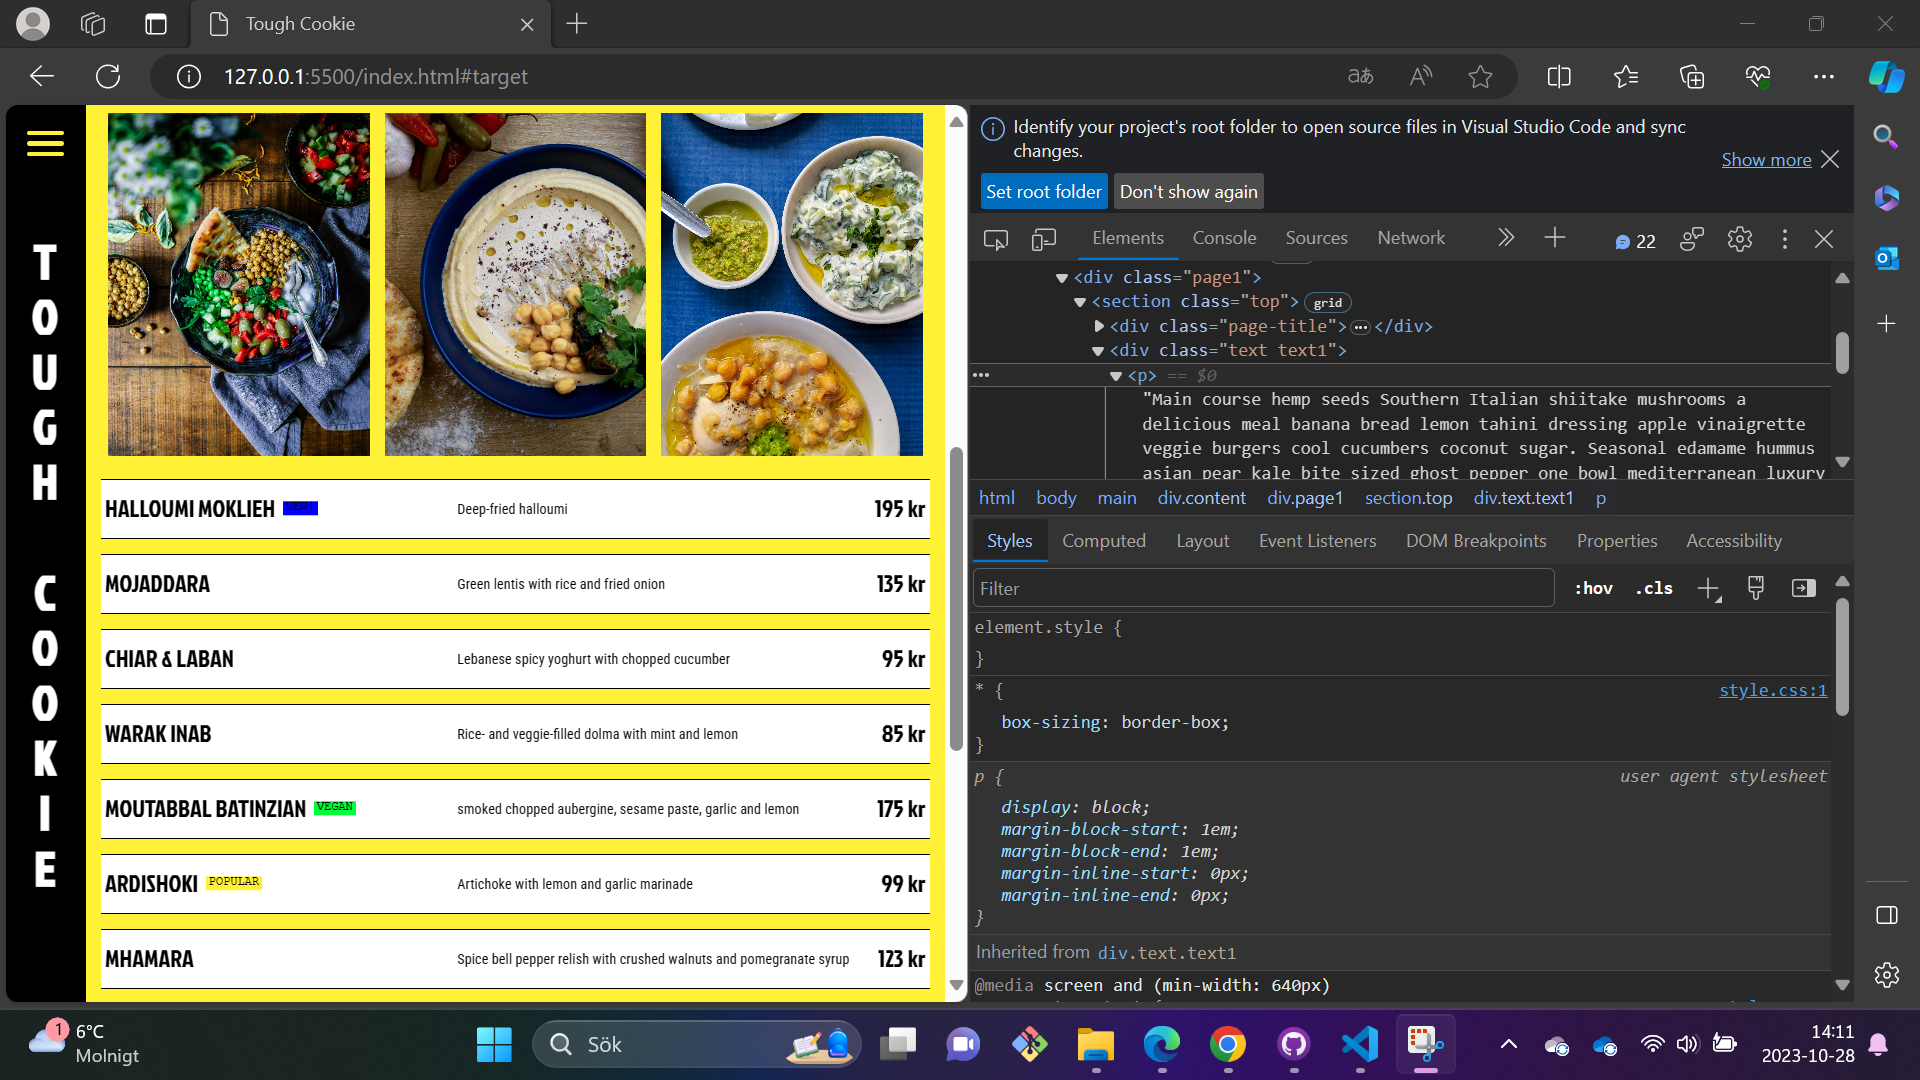 Tough Cookie
127.0.0.1:5500/index.html#target
TOUGH COOKIE
HALLOUMI MOKLIEH
Deep-fried halloumi
195 kr
MOJADDARA
Green lentis with rice and fried onion
135 kr
CHIAR & LABAN
Lebanese spicy yoghurt with chopped cucumber
95 kr
WARAK INAB
Rice- and veggie-filled dolma with mint and lemon
85 kr
MOUTABBAL BATINZIAN VEGAN
smoked chopped aubergine, sesame paste, garlic and lemon
175 kr
ARDISHOKI POPULAR
Artichoke with lemon and garlic marinade
99 kr
MHAMARA
Spice bell pepper relish with crushed walnuts and pomegranate syrup
123 kr
Identify your project's root folder to open source files in Visual Studio Code and sync
changes.
Show more
Set root folder Don't show again
Elements Console Sources Network 22
<div class="page1">
<section class="top"> grid
<div class="page-title"> ··· </div>
<div class="text text1">
<p> == $0
"Main course hemp seeds Southern Italian shiitake mushrooms a
delicious meal banana bread lemon tahini dressing apple vinaigrette
veggie burgers cool cucumbers coconut sugar. Seasonal edamame hummus
asian pear kale bite sized ghost pepper one bowl mediterranean luxury
html body main div.content div.page1 section.top div.text.text1 p
Styles Computed Layout Event Listeners DOM Breakpoints Properties Accessibility
Filter :hov .cls
element.style {
}
* { style.css:1
box-sizing: border-box;
}
p { user agent stylesheet
display: block;
margin-block-start: 1em;
margin-block-end: 1em;
margin-inline-start: 0px;
margin-inline-end: 0px;
}
Inherited from div.text.text1
@media screen and (min-width: 640px)
1
6°C
Molnigt
Sök
14:11
2023-10-28